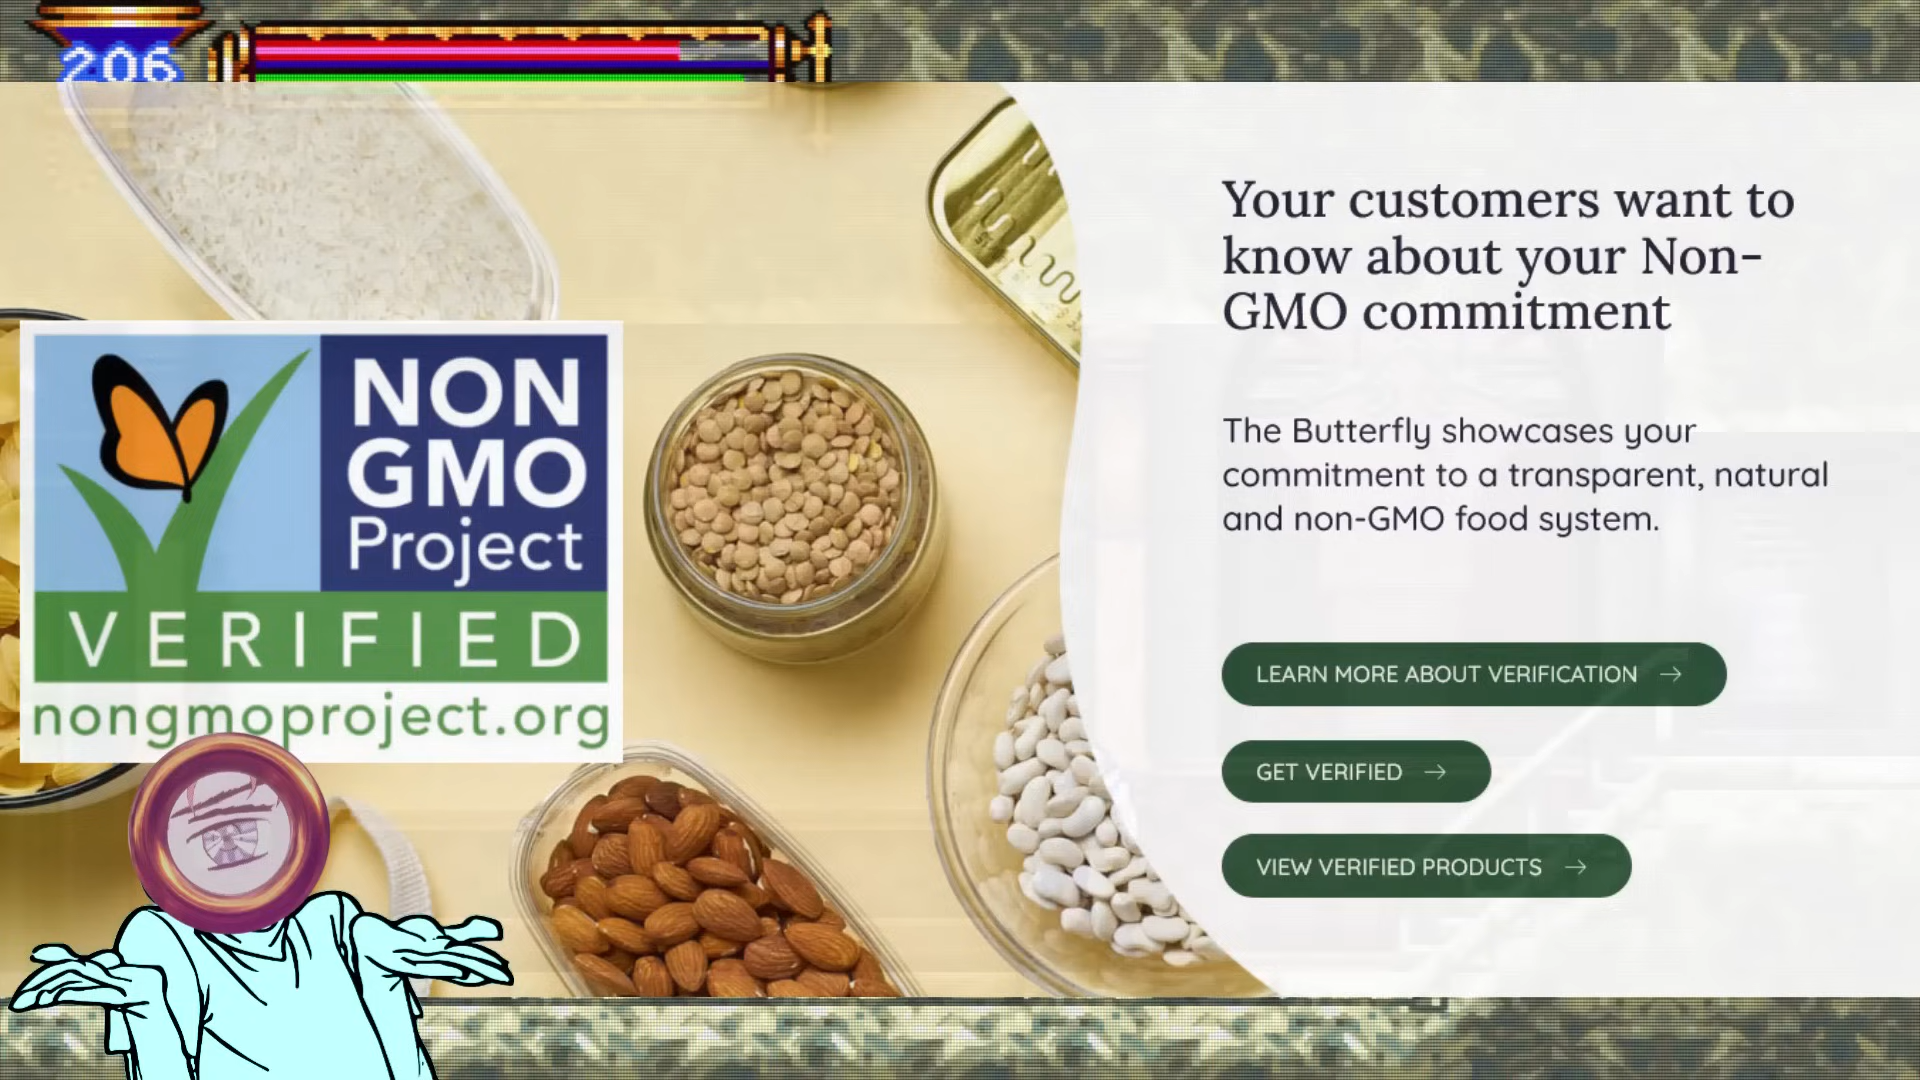 206
Your customers want to
know about your Non-
GMO commitment
The Butterfly showcases your
commitment to a transparent, natural
and non-GMO food system.
LEARN MORE ABOUT VERIFICATION →
GET VERIFIED →
VIEW VERIFIED PRODUCTS →
NON
GMO
Project
VERIFIED
nongmoproject.org